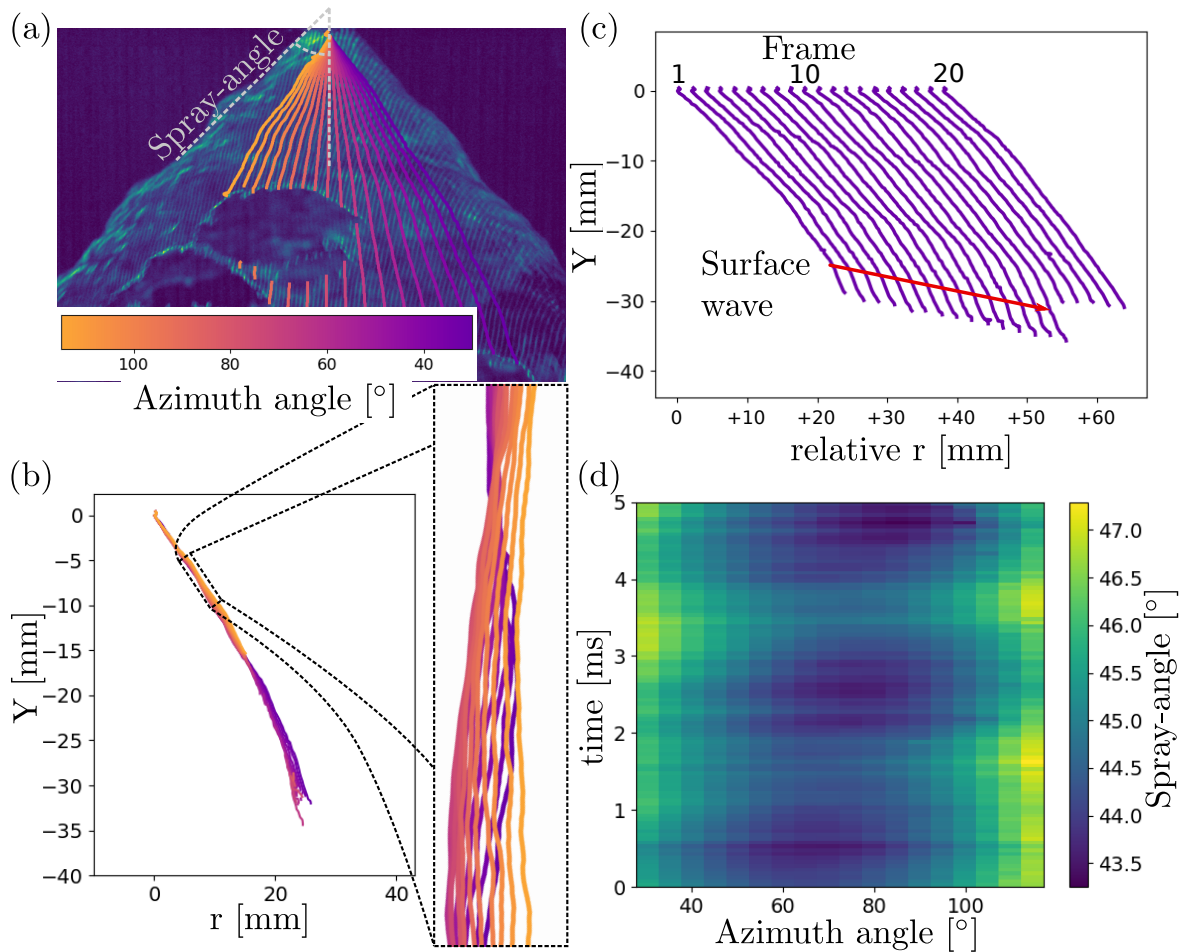 (a)
Spray-angle
100 80 60 40
Azimuth angle [°]
(b)
0
−5
−10
−15
−20
−25
−30
−35
−40
Y [mm]
0 20 40
r [mm]
(c)
Frame
1 10 20
0
−10
−20
−30
−40
Y [mm]
Surface
wave
0 +10 +20 +30 +40 +50 +60
relative r [mm]
(d)
5
4
3
2
1
0
time [ms]
40 60 80 100
Azimuth angle [°]
47.0
46.5
46.0
45.5
45.0
44.5
44.0
43.5
Spray-angle [°]